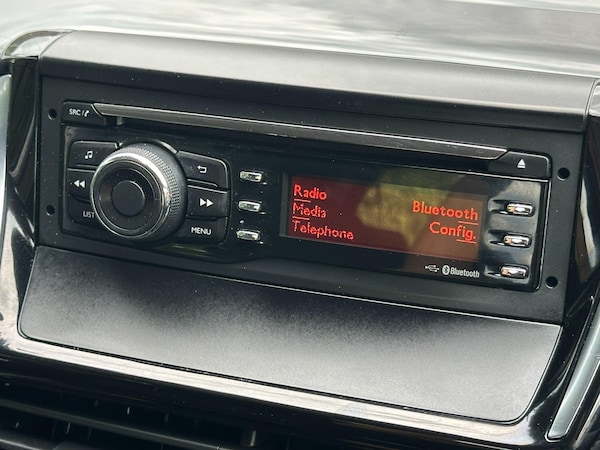 SRC/
LIST
MENU
Radio
Media
Telephone
Bluetooth
Config.
Bluetooth